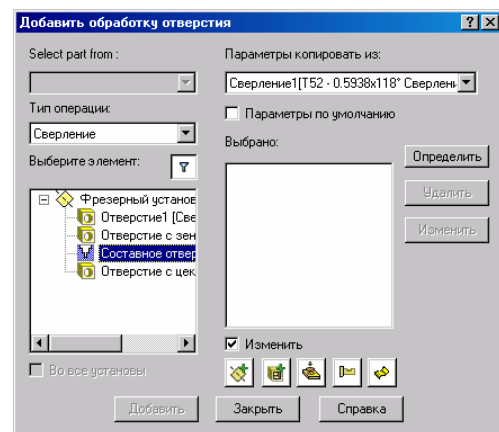 Добавить обработку отверстия
Select part from :
Параметры копировать из:
Сверление1[T52 - 0.5938x118° Сверлень
Тип операции:
Параметры по умолчанию
Сверление
Выбрано:
Выберите элемент:
Определить
Удалить
Изменить
Фрезерный установ
Отверстие1 [Све
Отверстие с зен
Составное отвер
Отверстие с цек
Изменить
Во все установы
Добавить
Закрыть
Справка